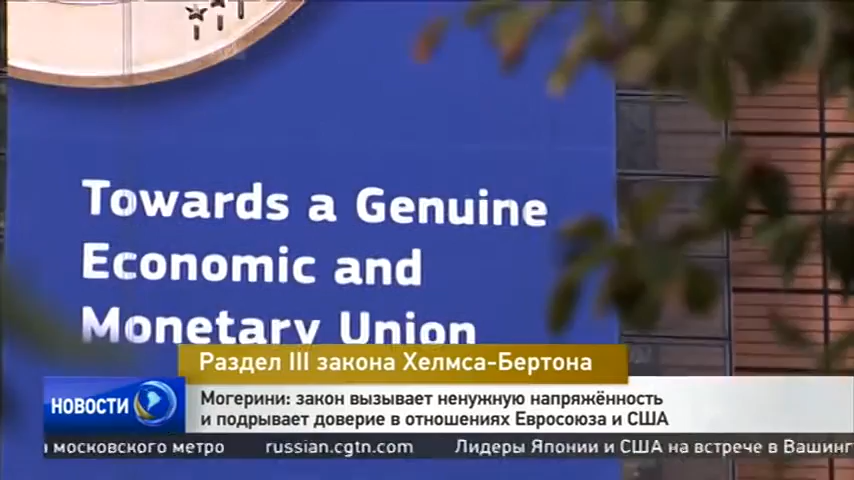 Towards a Genuine
Economic and
Monetary Union
Раздел III закона Хелмса-Бертона
НОВОСТИ
Могерини: закон вызывает ненужную напряжённость
и подрывает доверие в отношениях Евросоюза и США
московского метро russian.cgtn.com Лидеры Японии и США на встрече в Вашинг